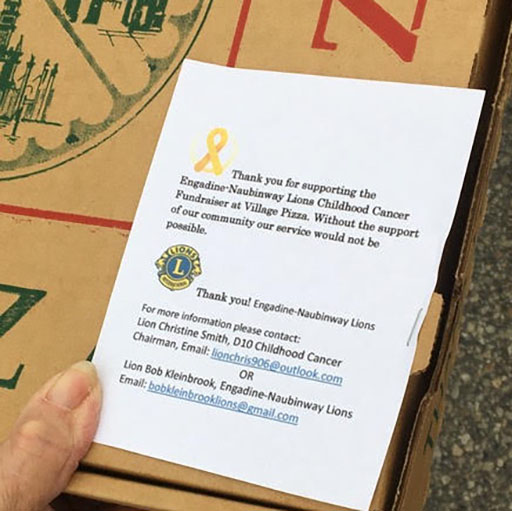 Z
Thank you for supporting the
Engadine-Naubinway Lions Childhood Cancer
Fundraiser at Village Pizza. Without the support
of our community our service would not be
possible.
LIONS
L
INTERNATIONAL
Thank you! Engadine-Naubinway Lions
For more information please contact:
Lion Christine Smith, D10 Childhood Cancer
Chairman, Email: lionchris906@outlook.com
OR
Lion Bob Kleinbrook, Engadine-Naubinway Lions
Email: bobkleinbrooklions@gmail.com
Z